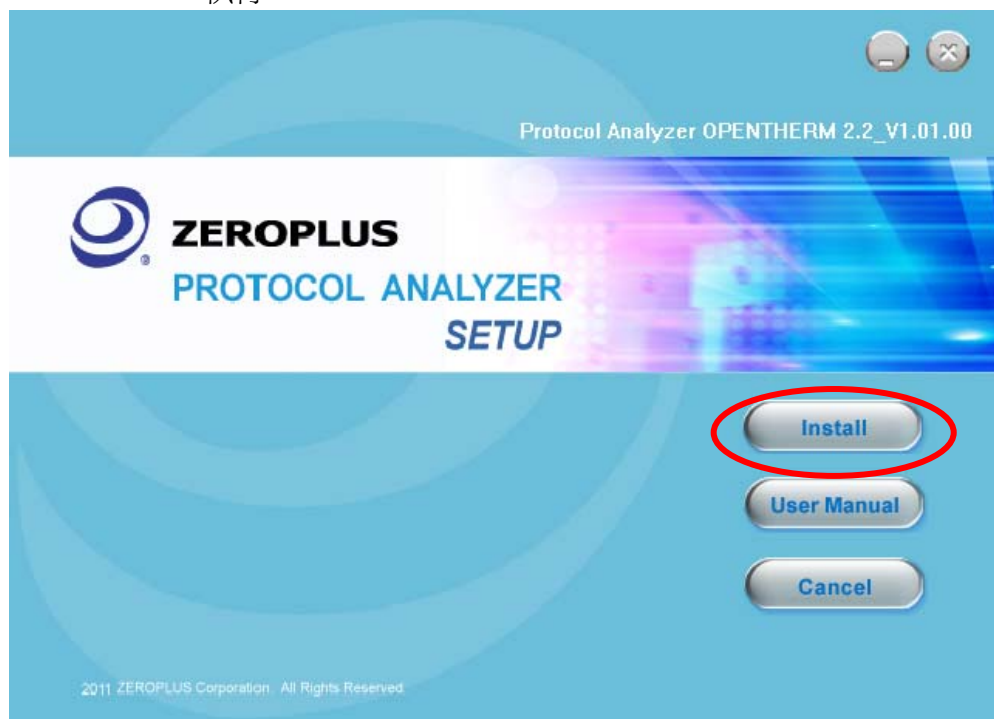 Protocol Analyzer OPENTHERM 2.2_V1.01.00
ZEROPLUS
PROTOCOL ANALYZER
SETUP
Install
User Manual
Cancel
2011 ZEROPLUS Corporation. All Rights Reserved.